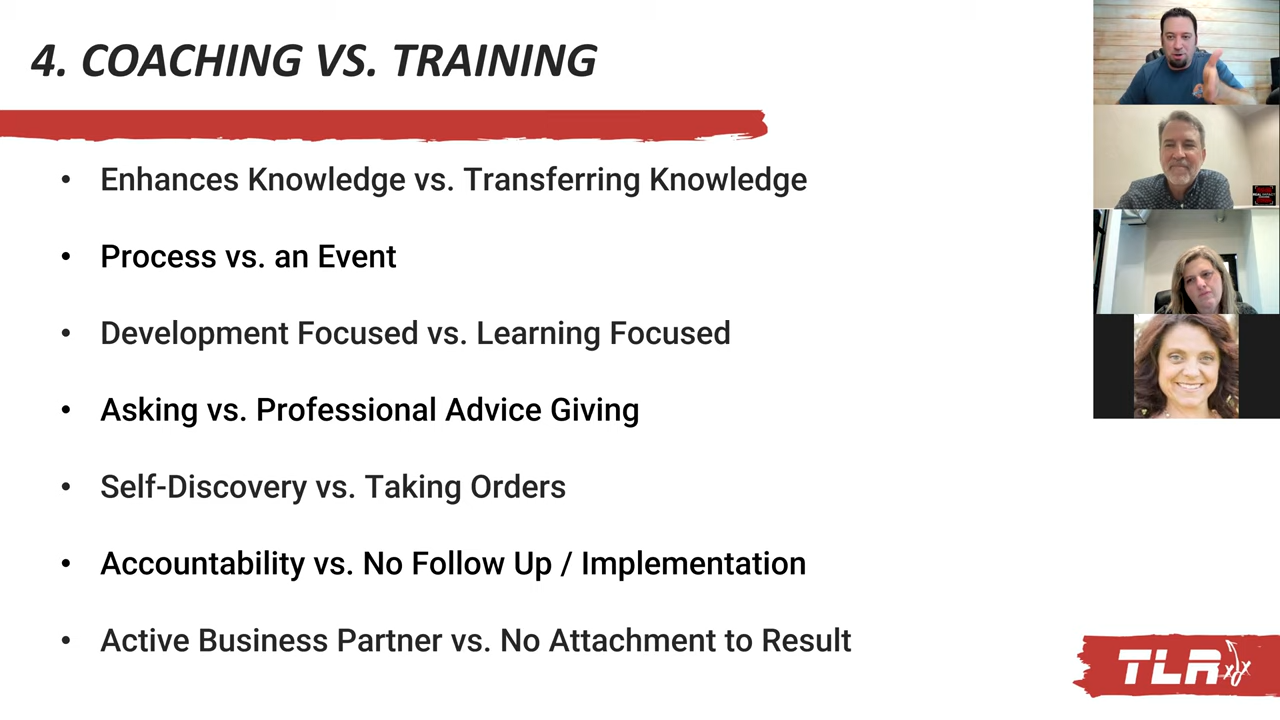 4. COACHING VS. TRAINING
• Enhances Knowledge vs. Transferring Knowledge
• Process vs. an Event
• Development Focused vs. Learning Focused
• Asking vs. Professional Advice Giving
• Self-Discovery vs. Taking Orders
• Accountability vs. No Follow Up / Implementation
• Active Business Partner vs. No Attachment to Result
TLR